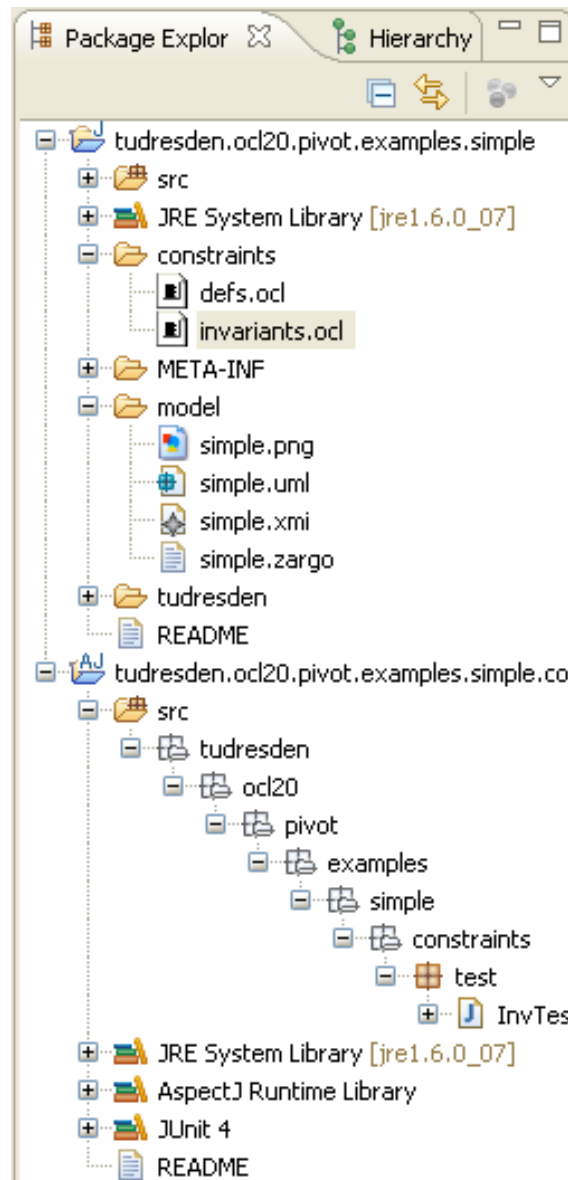 Package Explor Hierarchy
tudresden.ocl20.pivot.examples.simple
src
JRE System Library [jre1.6.0_07]
constraints
defs.ocl
invariants.ocl
META-INF
model
simple.png
simple.uml
simple.xmi
simple.zargo
tudresden
README
tudresden.ocl20.pivot.examples.simple.co
src
tudresden
ocl20
pivot
examples
simple
constraints
test
InvTes
JRE System Library [jre1.6.0_07]
AspectJ Runtime Library
JUnit 4
README